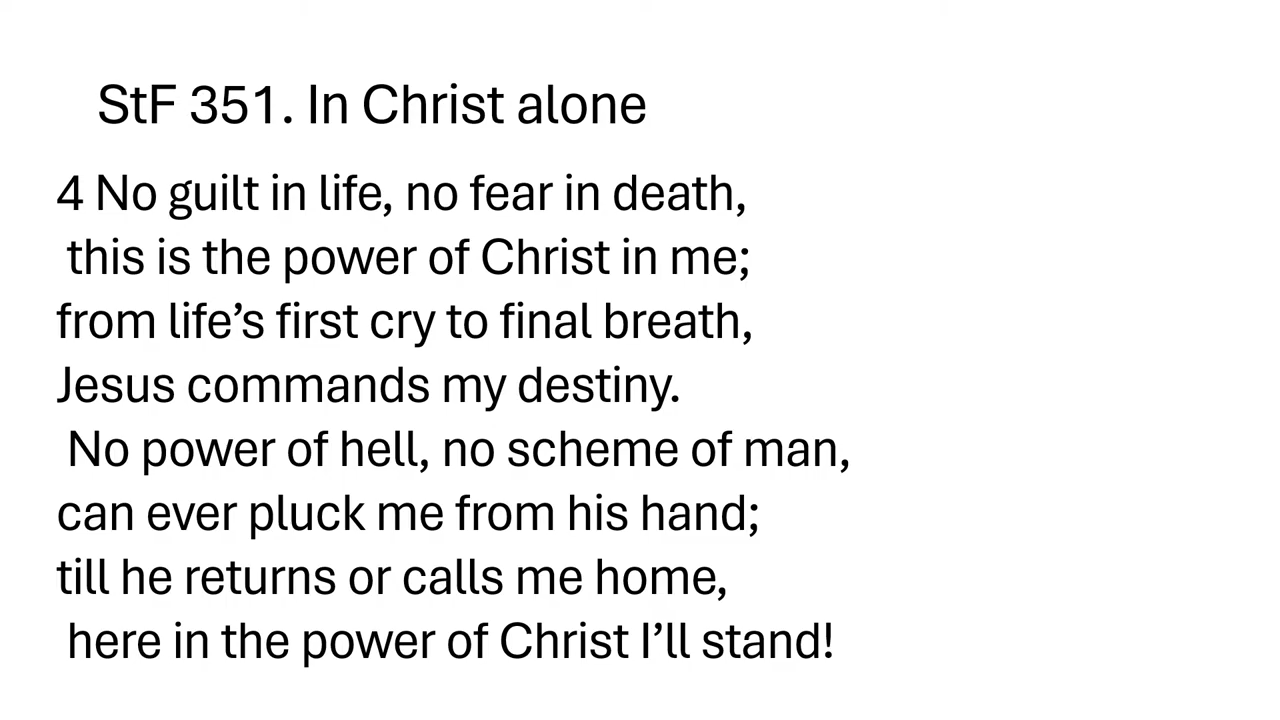 StF 351. In Christ alone
4 No guilt in life, no fear in death,
this is the power of Christ in me;
from life’s first cry to final breath,
Jesus commands my destiny.
No power of hell, no scheme of man,
can ever pluck me from his hand;
till he returns or calls me home,
here in the power of Christ I’ll stand!